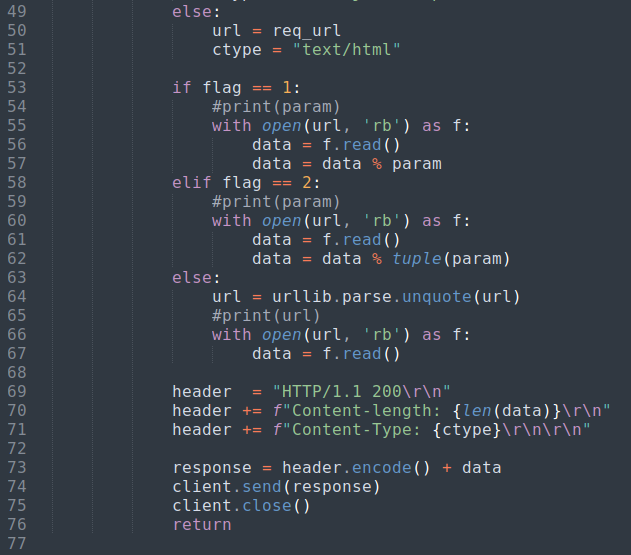 49 else:
50 url = req_url
51 ctype = "text/html"
52
53 if flag == 1:
54 #print(param)
55 with open(url, 'rb') as f:
56 data = f.read()
57 data = data % param
58 elif flag == 2:
59 #print(param)
60 with open(url, 'rb') as f:
61 data = f.read()
62 data = data % tuple(param)
63 else:
64 url = urllib.parse.unquote(url)
65 #print(url)
66 with open(url, 'rb') as f:
67 data = f.read()
68
69 header  = "HTTP/1.1 200\r\n"
70 header += f"Content-length: {len(data)}\r\n"
71 header += f"Content-Type: {ctype}\r\n\r\n"
72
73 response = header.encode() + data
74 client.send(response)
75 client.close()
76 return
77